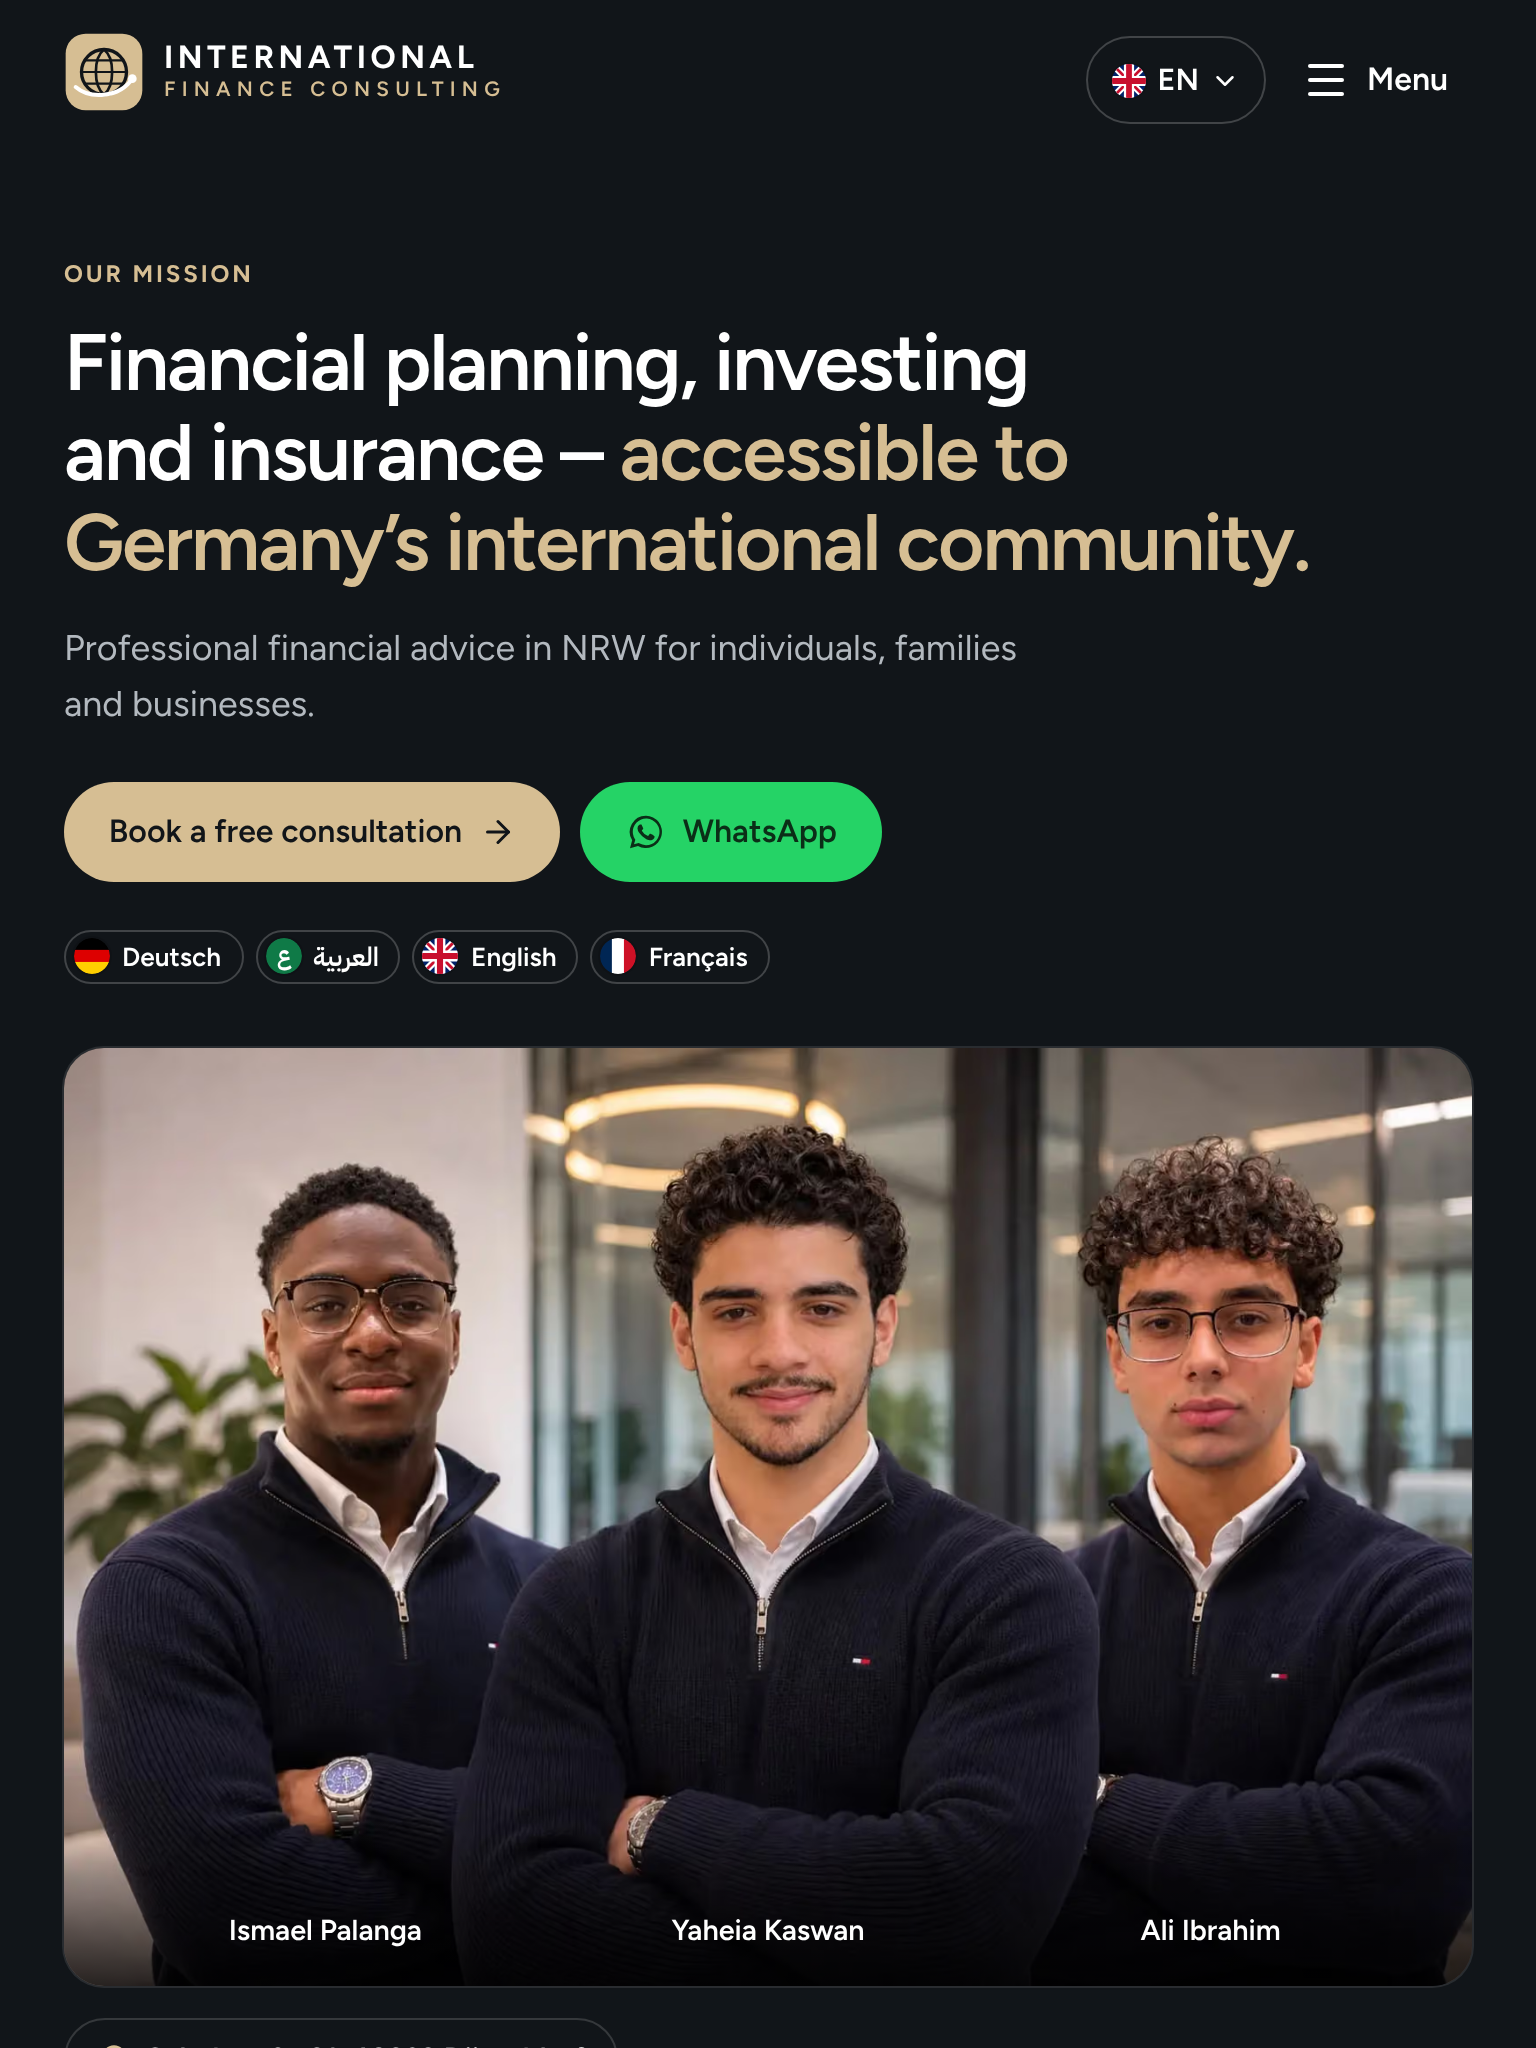 INTERNATIONAL
FINANCE CONSULTING
EN
Menu
OUR MISSION
Financial planning, investing
and insurance – accessible to
Germany’s international community.
Professional financial advice in NRW for individuals, families
and businesses.
Book a free consultation
WhatsApp
Deutsch
ع العربية
English
Français
Ismael Palanga
Yaheia Kaswan
Ali Ibrahim